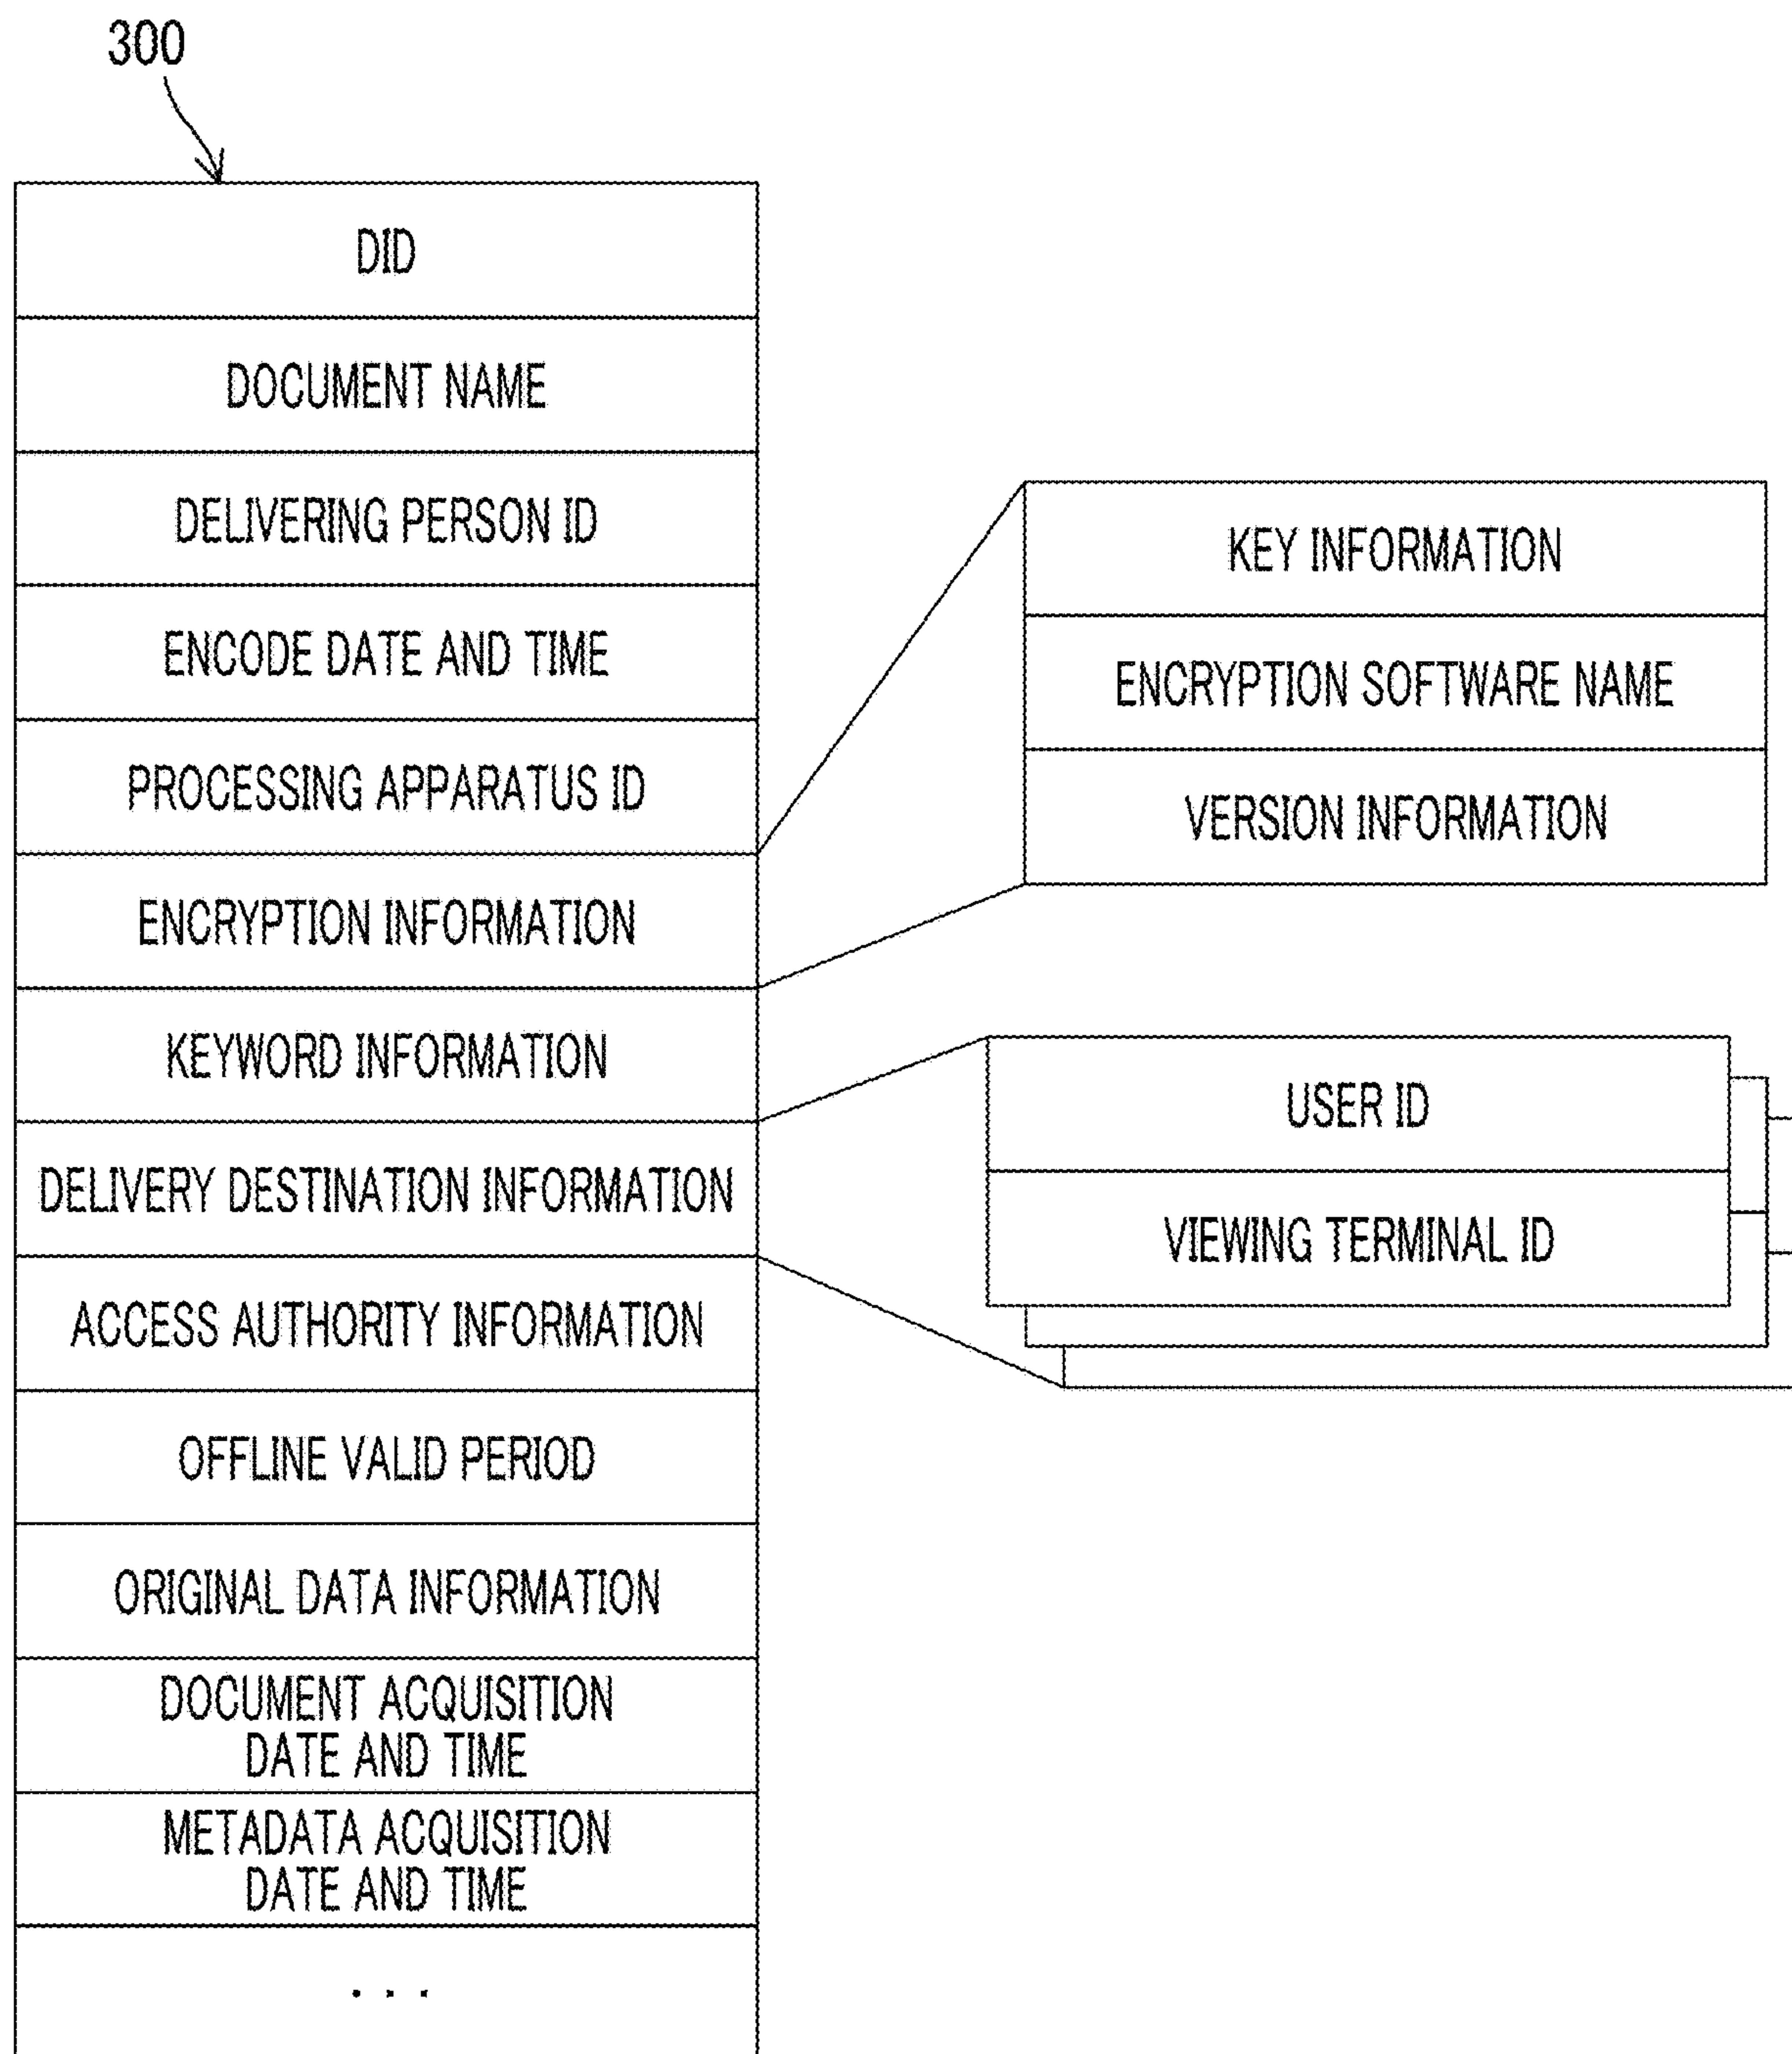 300
DID
DOCUMENT NAME
DELIVERING PERSON ID
ENCODE DATE AND TIME
PROCESSING APPARATUS ID
ENCRYPTION INFORMATION
KEYWORD INFORMATION
DELIVERY DESTINATION INFORMATION
ACCESS AUTHORITY INFORMATION
OFFLINE VALID PERIOD
ORIGINAL DATA INFORMATION
DOCUMENT ACQUISITION
DATE AND TIME
METADATA ACQUISITION
DATE AND TIME
...
KEY INFORMATION
ENCRYPTION SOFTWARE NAME
VERSION INFORMATION
USER ID
VIEWING TERMINAL ID